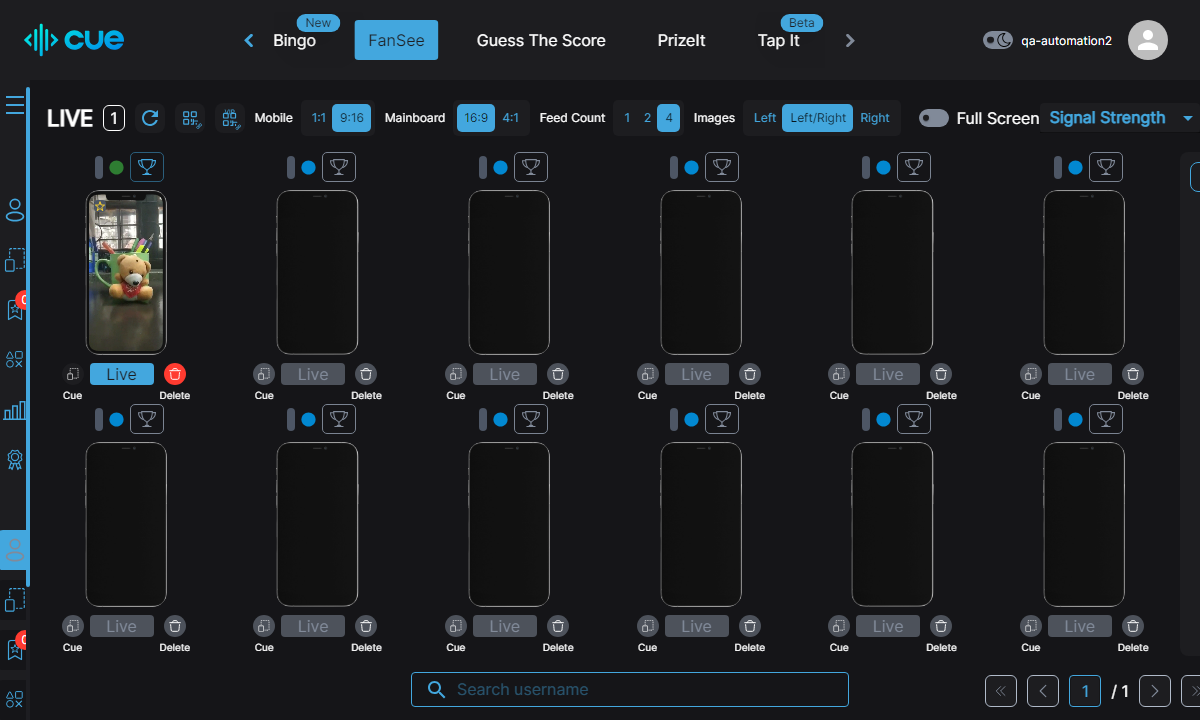 cue
New
Bingo
FanSee
Guess The Score
PrizeIt
Beta
Tap It
qa-automation2
LIVE 1
Mobile 1:1 9:16
Mainboard 16:9 4:1
Feed Count 1 2 4
Images Left Left/Right Right
Full Screen
Signal Strength
Live Live Live Live Live Live
Cue Delete Cue Delete Cue Delete Cue Delete Cue Delete Cue Delete
Live Live Live Live Live Live
Cue Delete Cue Delete Cue Delete Cue Delete Cue Delete Cue Delete
Search username
« < 1 / 1 > »